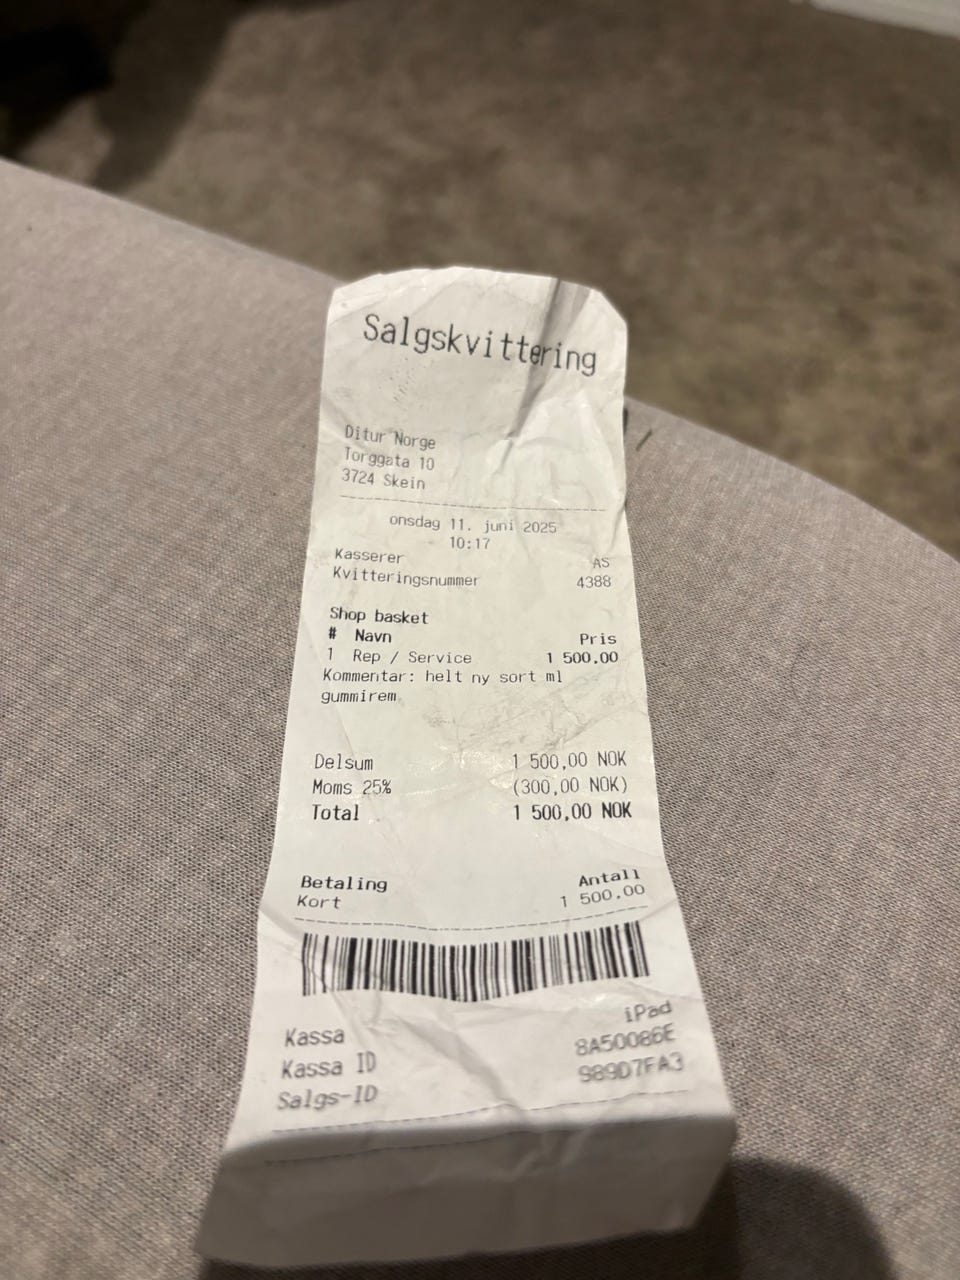 Salgskvittering
Ditur Norge
Torggata 10
3724 Skein
onsdag 11. juni 2025
10:17
Kasserer AS
Kvitteringsnummer 4388
Shop basket
# Navn Pris
1 Rep / Service 1 500.00
Kommentar: helt ny sort ml
gummirem
Delsum 1 500,00 NOK
Moms 25% (300,00 NOK)
Total 1 500,00 NOK
Betaling Antall
Kort 1 500.00
Kassa iPad
Kassa ID 8A50086E
Salgs-ID 989D7FA3